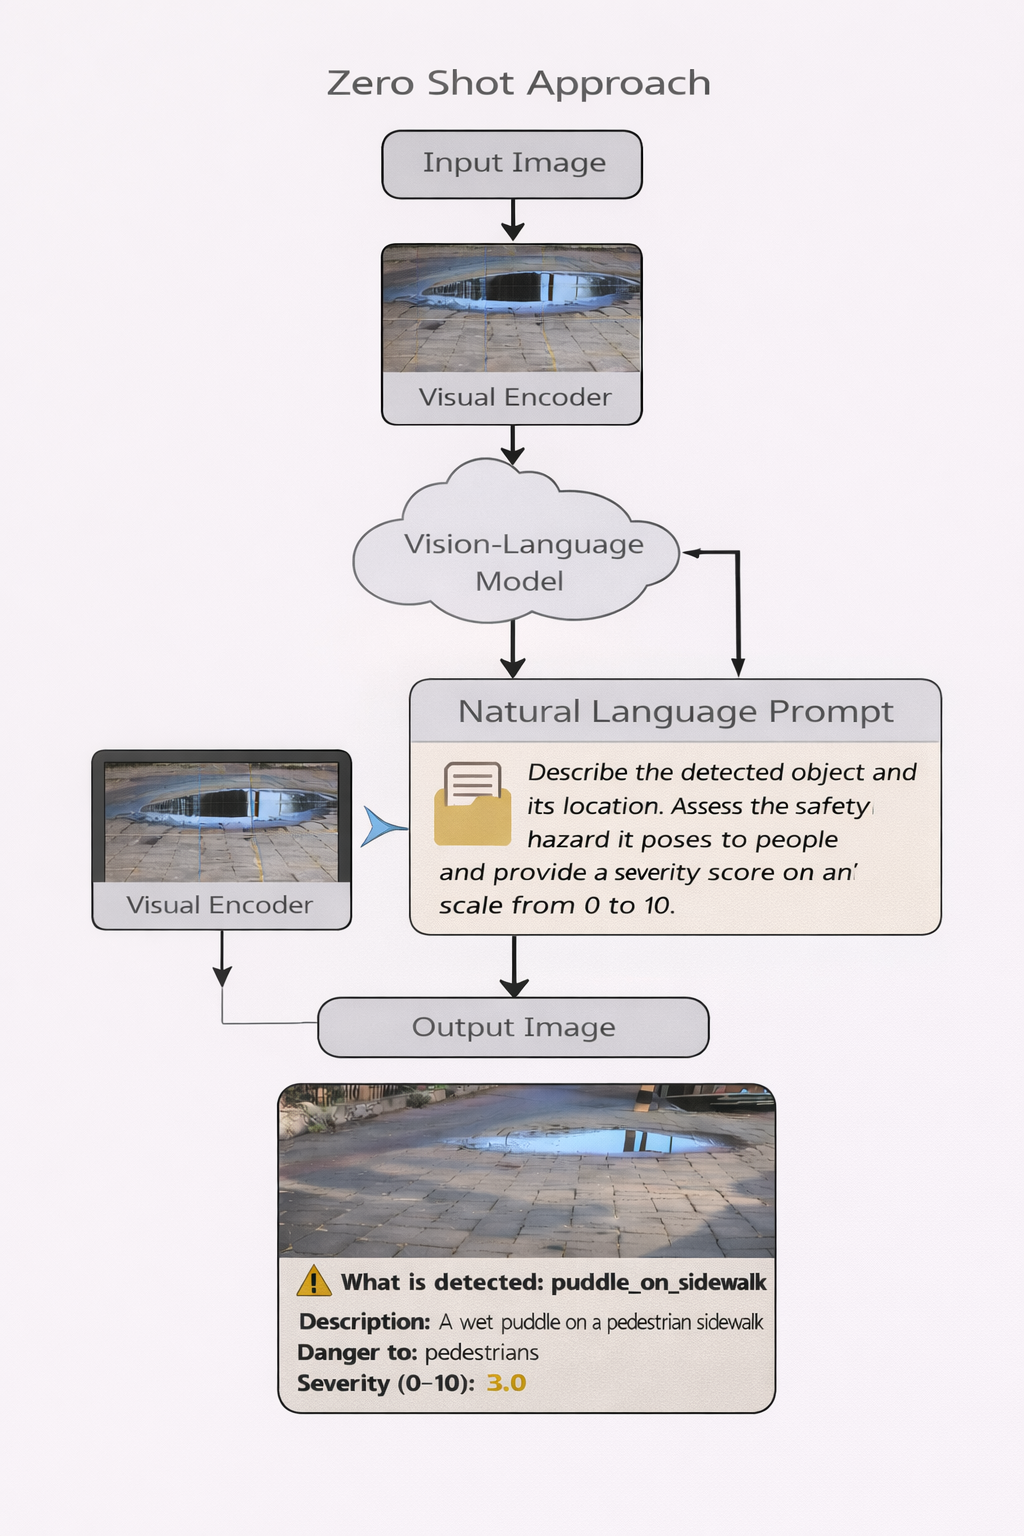 Zero Shot Approach
Input Image
Visual Encoder
Vision-Language
Model
Natural Language Prompt
Describe the detected object and
its location. Assess the safety
hazard it poses to people
and provide a severity score on an
scale from 0 to 10.
Visual Encoder
Output Image
What is detected: puddle_on_sidewalk
Description: A wet puddle on a pedestrian sidewalk
Danger to: pedestrians
Severity (0–10): 3.0